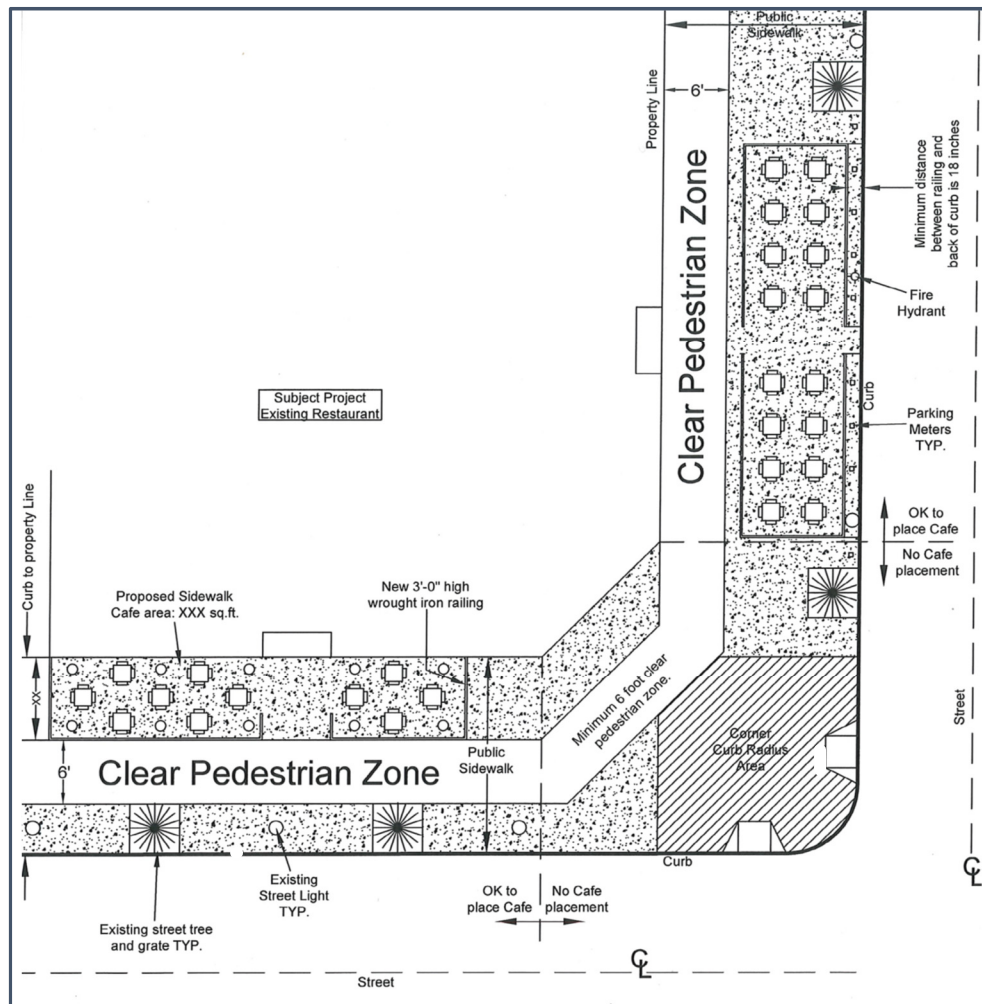 Public
Sidewalk
6'
Property Line
Clear Pedestrian Zone
Minimum distance
between railing and
back of curb is 18 inches
Fire
Hydrant
Subject Project
Existing Restaurant
Curb
Parking
Meters
TYP.
OK to
place Cafe
No Cafe
placement
Curb to property Line
Proposed Sidewalk
Cafe area: XXX sq.ft.
New 3'-0" high
wrought iron railing
xx
Minimum 6 foot clear
pedestrian zone.
Street
6'
Clear Pedestrian Zone
Public
Sidewalk
Corner
Curb Radius
Area
Curb
CL
Existing
Street Light
TYP.
OK to
place Cafe
No Cafe
placement
Existing street tree
and grate TYP.
CL
Street